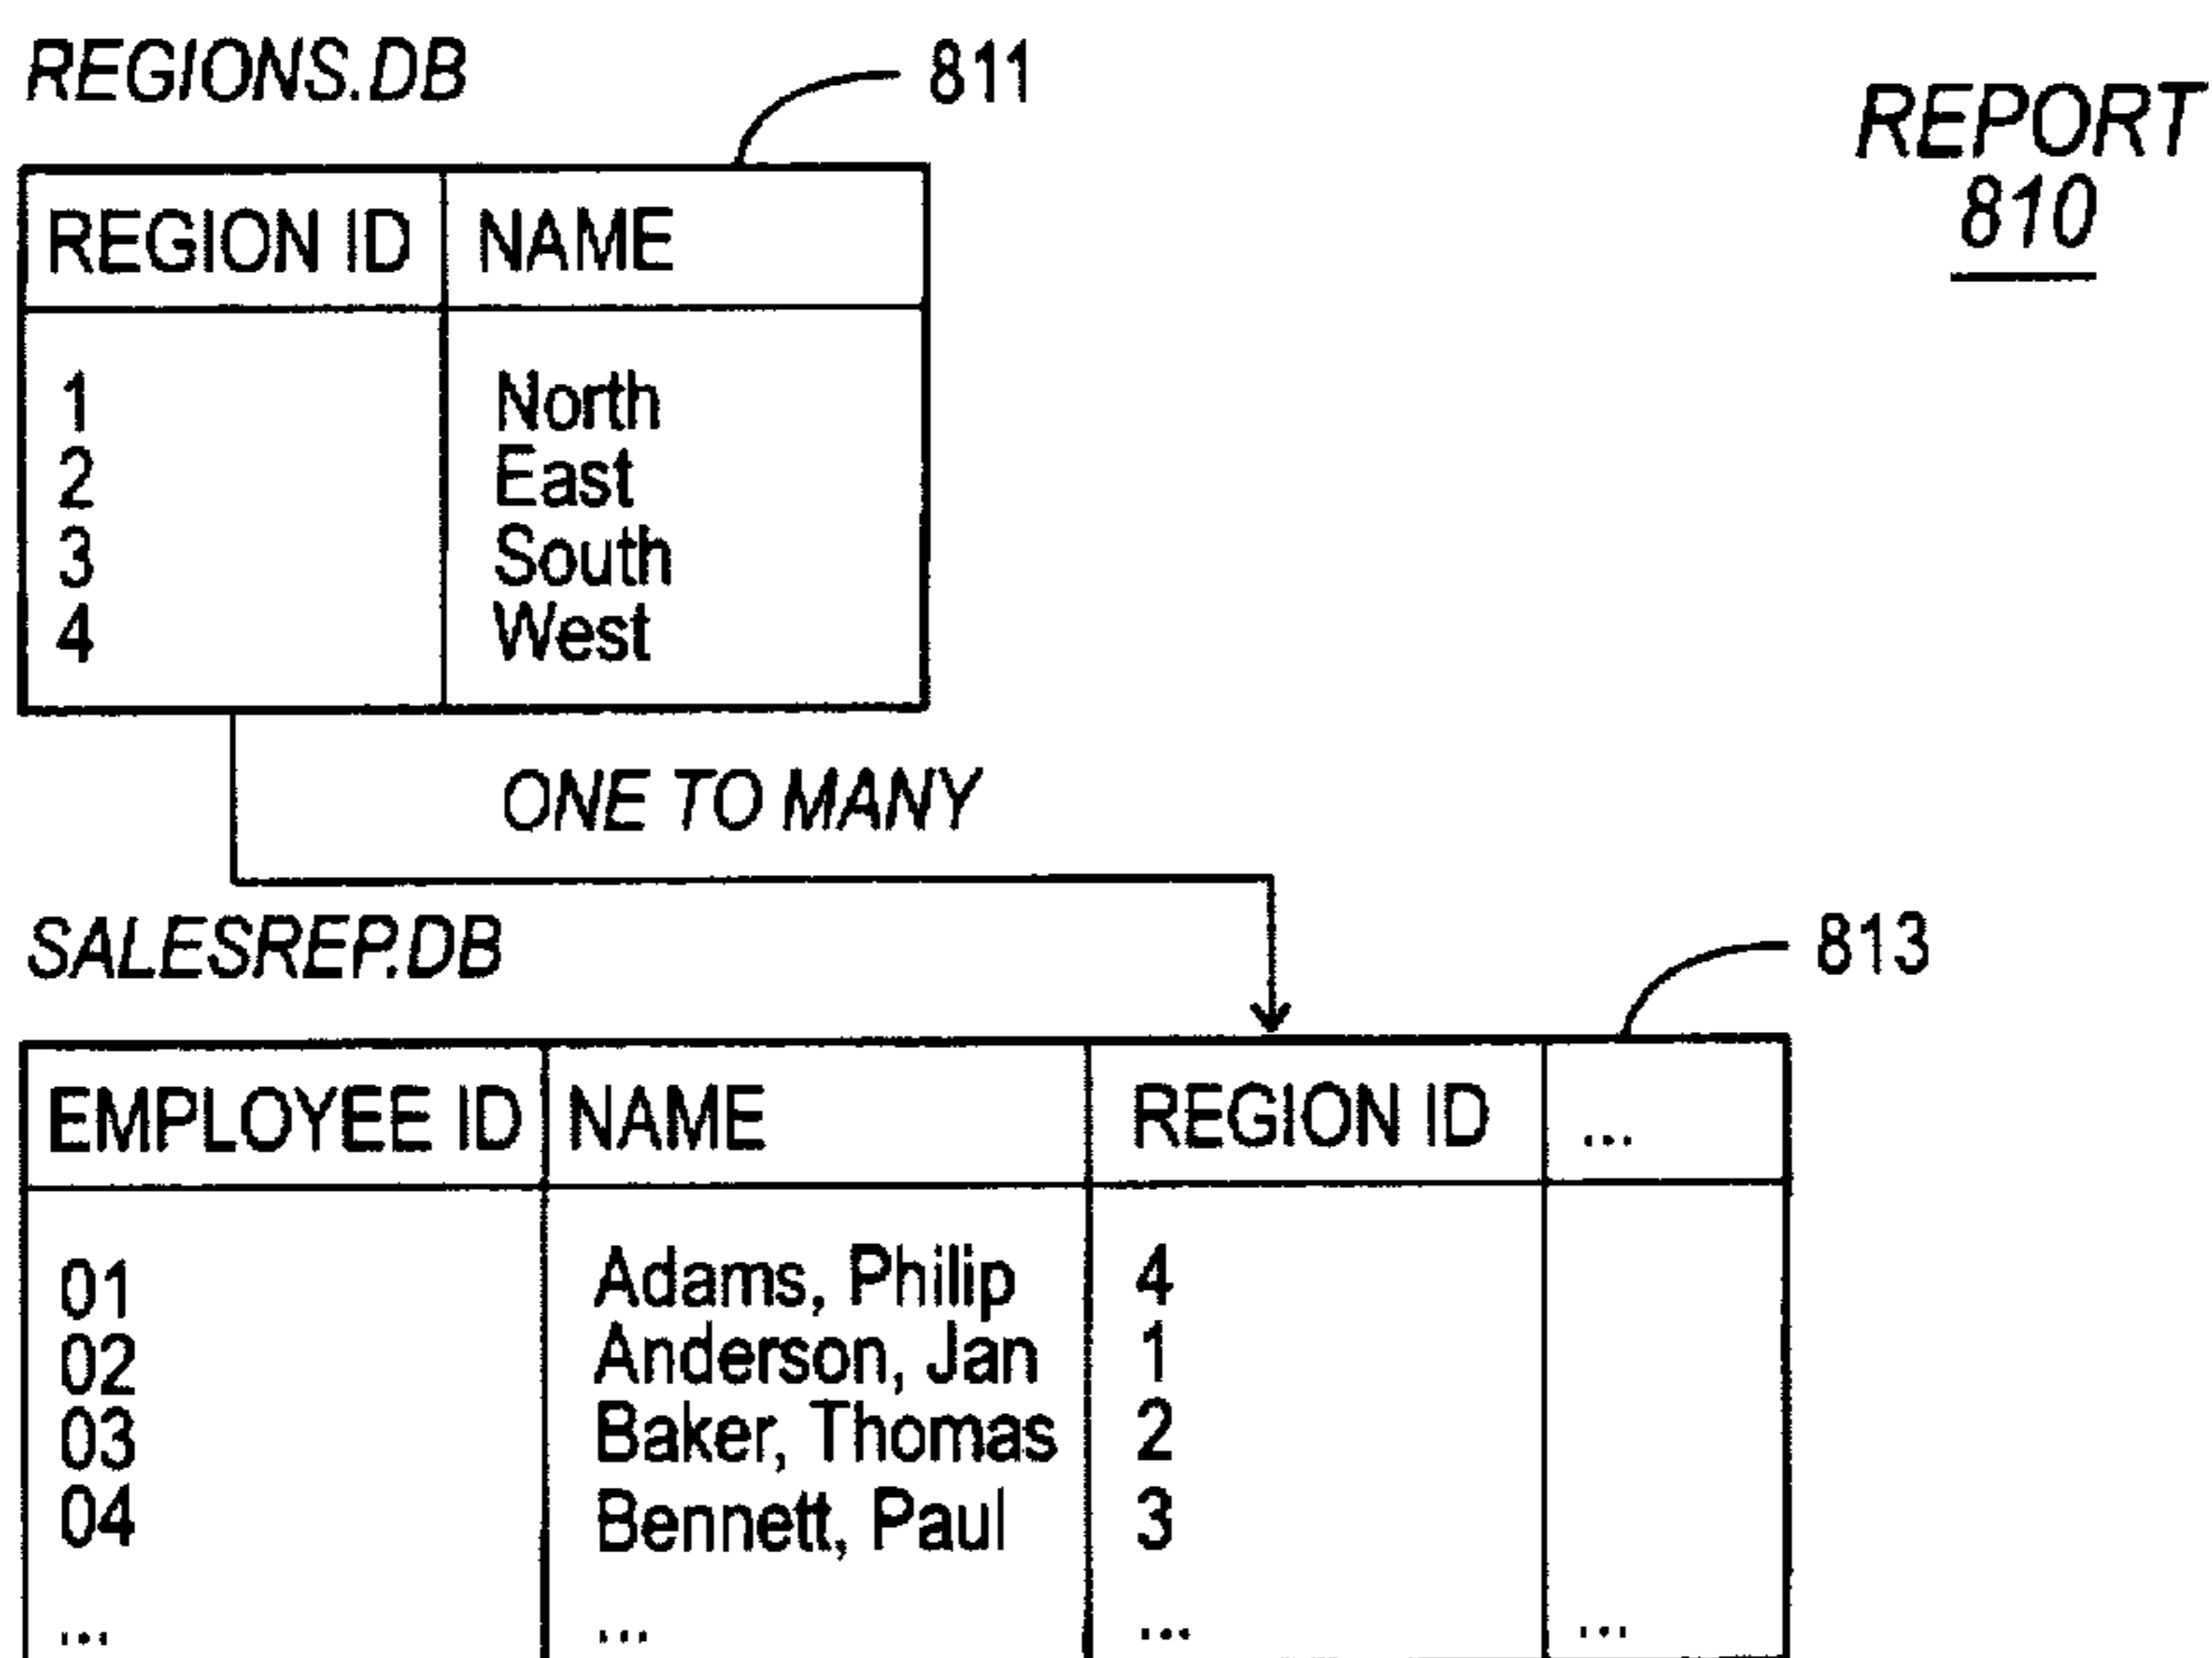 REGIONS.DB 811
REPORT
810
REGION ID NAME
1 North
2 East
3 South
4 West
ONE TO MANY
SALESREP.DB 813
EMPLOYEE ID NAME REGION ID ...
01 Adams, Philip 4
02 Anderson, Jan 1
03 Baker, Thomas 2
04 Bennett, Paul 3
... ... ... ...